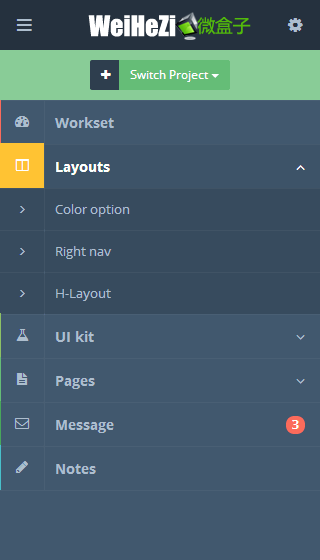 WeiHeZi 微盒子
Switch Project
Workset
Layouts
Color option
Right nav
H-Layout
UI kit
Pages
Message 3
Notes